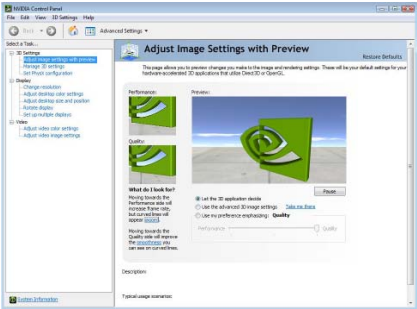 NVIDIA Control Panel
File Edit View 3D Settings Help
Back
Advanced Settings
Select a Task...
3D Settings
Adjust image settings with preview
Manage 3D settings
Set PhysX configuration
Display
Change resolution
Adjust desktop color settings
Adjust desktop size and position
Rotate display
Set up multiple displays
Video
Adjust video color settings
Adjust video image settings
System Information
Adjust Image Settings with Preview
Restore Defaults
This page allows you to preview changes you make to the image and rendering settings. These will be your default settings for your
hardware-accelerated 3D applications that utilize Direct3D or OpenGL.
Performance:
Quality:
What do I look for?
Moving towards the
Performance side will
increase frame rate,
but curved lines will
appear jagged.
Moving towards the
Quality side will improve
the smoothness you
can see on curved lines.
Preview:
Pause
Let the 3D application decide
Use the advanced 3D image settings Take me there
Use my preference emphasizing: Quality
Performance Quality
Description:
Typical usage scenarios: